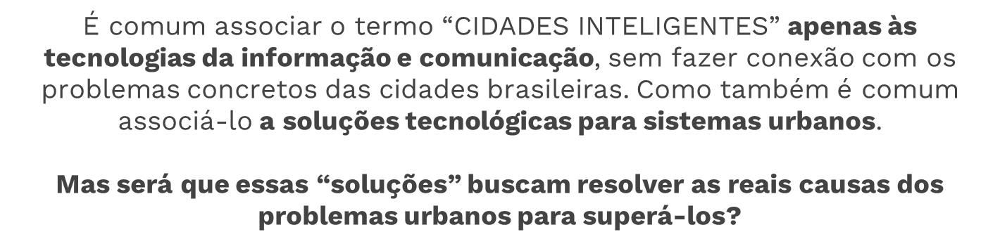 É comum associar o termo “CIDADES INTELIGENTES” apenas às
tecnologias da informação e comunicação, sem fazer conexão com os
problemas concretos das cidades brasileiras. Como também é comum
associá-lo a soluções tecnológicas para sistemas urbanos.
Mas será que essas “soluções” buscam resolver as reais causas dos
problemas urbanos para superá-los?